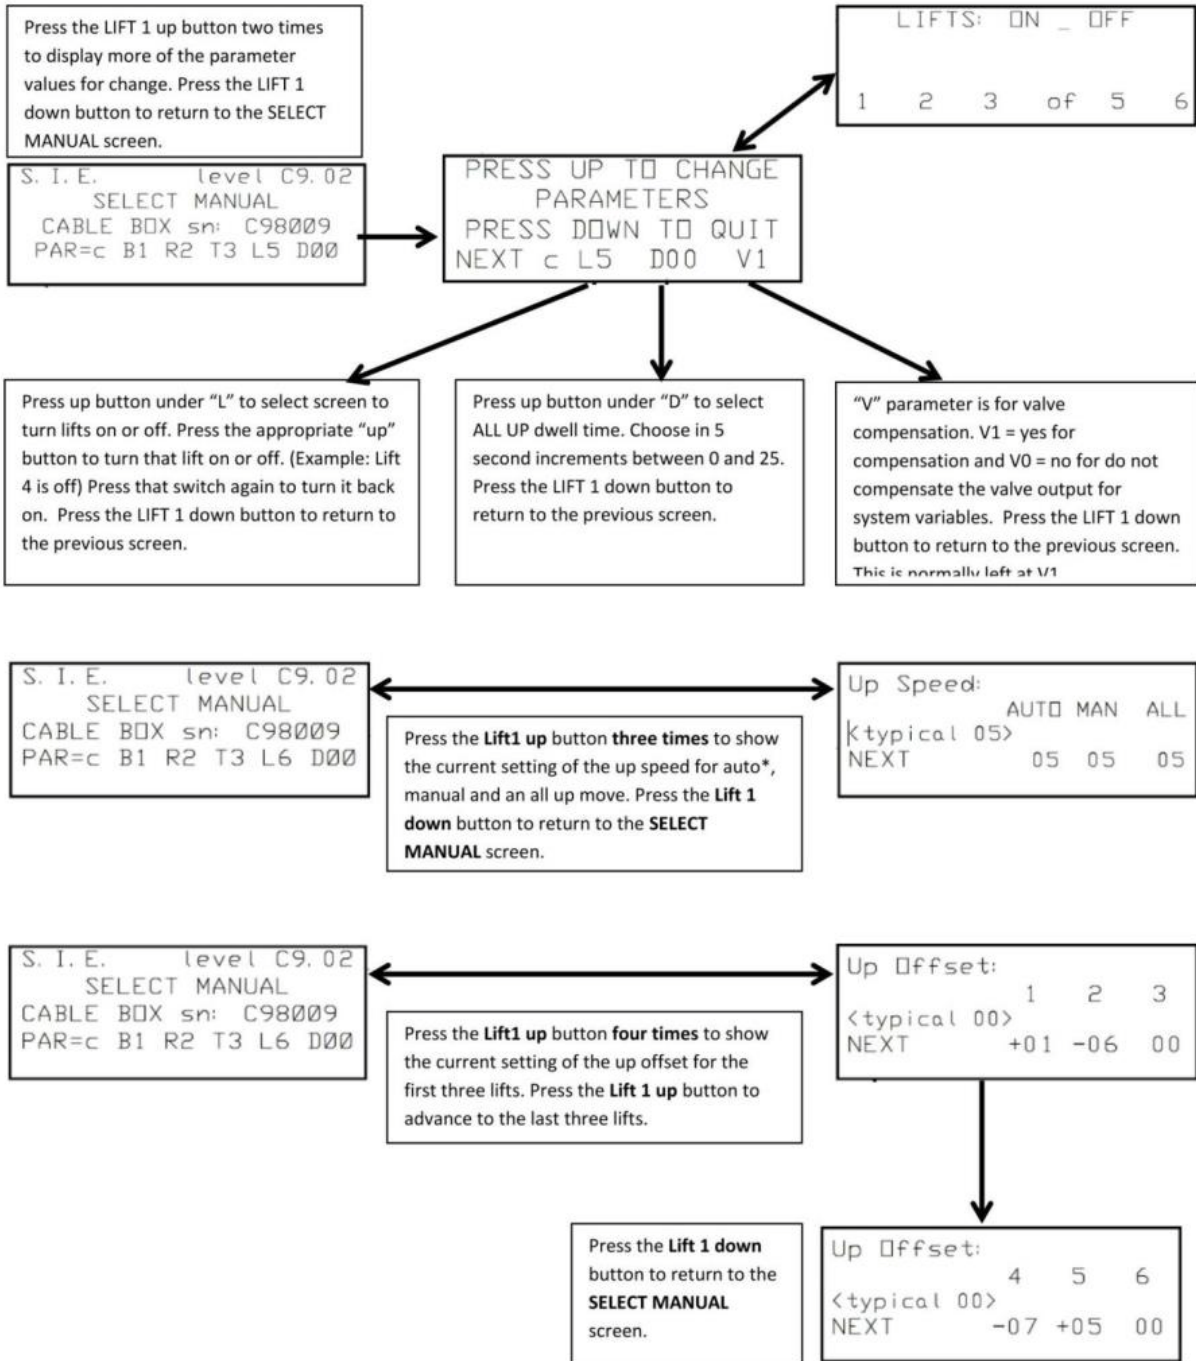 Press the LIFT 1 up button two times
to display more of the parameter
values for change. Press the LIFT 1
down button to return to the SELECT
MANUAL screen.
LIFTS: ON _ OFF
1 2 3 of 5 6
S. I. E. level C9.02
SELECT MANUAL
CABLE BOX sn: C98009
PAR=c B1 R2 T3 L5 D00
PRESS UP TO CHANGE
PARAMETERS
PRESS DOWN TO QUIT
NEXT c L5 D00 V1
Press up button under “L” to select screen to
turn lifts on or off. Press the appropriate “up”
button to turn that lift on or off. (Example: Lift
4 is off) Press that switch again to turn it back
on. Press the LIFT 1 down button to return to
the previous screen.
Press up button under “D” to select
ALL UP dwell time. Choose in 5
second increments between 0 and 25.
Press the LIFT 1 down button to
return to the previous screen.
“V” parameter is for valve
compensation. V1 = yes for
compensation and V0 = no for do not
compensate the valve output for
system variables. Press the LIFT 1 down
button to return to the previous screen.
This is normally left at V1
S. I. E. level C9.02
SELECT MANUAL
CABLE BOX sn: C98009
PAR=c B1 R2 T3 L6 D00
Press the Lift1 up button three times to show
the current setting of the up speed for auto*,
manual and an all up move. Press the Lift 1
down button to return to the SELECT
MANUAL screen.
Up Speed:
AUTO MAN ALL
<typical 05>
NEXT 05 05 05
S. I. E. level C9.02
SELECT MANUAL
CABLE BOX sn: C98009
PAR=c B1 R2 T3 L6 D00
Press the Lift1 up button four times to show
the current setting of the up offset for the
first three lifts. Press the Lift 1 up button to
advance to the last three lifts.
Up Offset:
1 2 3
<typical 00>
NEXT +01 -06 00
Press the Lift 1 down
button to return to the
SELECT MANUAL
screen.
Up Offset:
4 5 6
<typical 00>
NEXT -07 +05 00